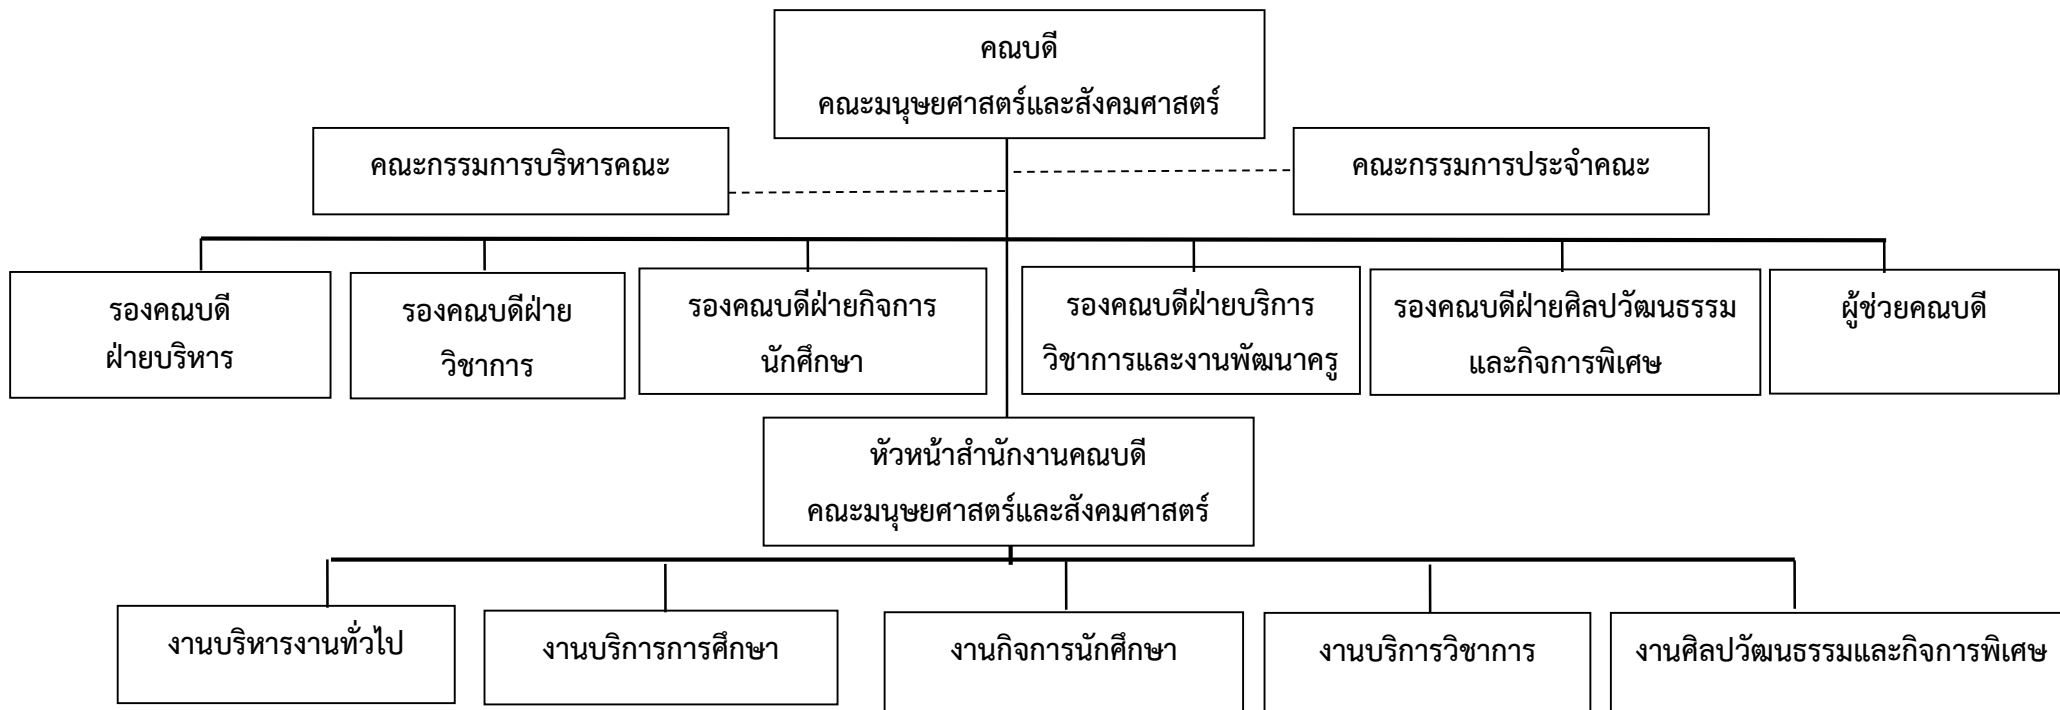 คณบดี
คณะมนุษยศาสตร์และสังคมศาสตร์
คณะกรรมการบริหารคณะ
คณะกรรมการประจำคณะ
รองคณบดี
ฝ่ายบริหาร
รองคณบดีฝ่าย
วิชาการ
รองคณบดีฝ่ายกิจการ
นักศึกษา
รองคณบดีฝ่ายบริการ
วิชาการและงานพัฒนาครู
รองคณบดีฝ่ายศิลปวัฒนธรรม
และกิจการพิเศษ
ผู้ช่วยคณบดี
หัวหน้าสำนักงานคณบดี
คณะมนุษยศาสตร์และสังคมศาสตร์
งานบริหารงานทั่วไป
งานบริการการศึกษา
งานกิจการนักศึกษา
งานบริการวิชาการ
งานศิลปวัฒนธรรมและกิจการพิเศษ